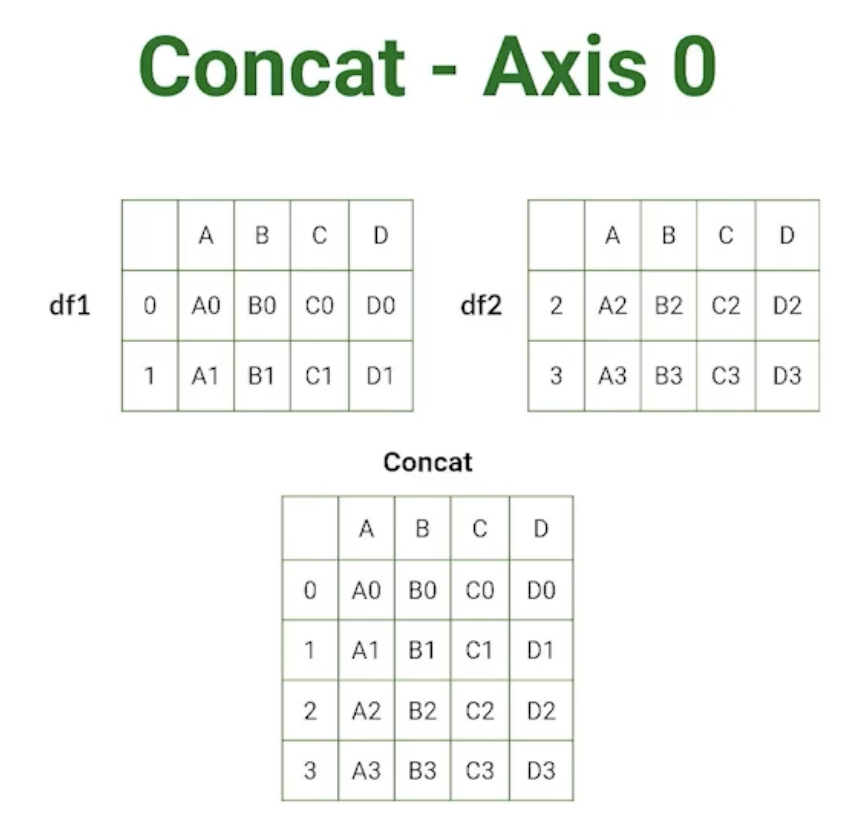 Concat - Axis 0
A B C D
df1 0 A0 B0 C0 D0
1 A1 B1 C1 D1
A B C D
df2 2 A2 B2 C2 D2
3 A3 B3 C3 D3
Concat
A B C D
0 A0 B0 C0 D0
1 A1 B1 C1 D1
2 A2 B2 C2 D2
3 A3 B3 C3 D3